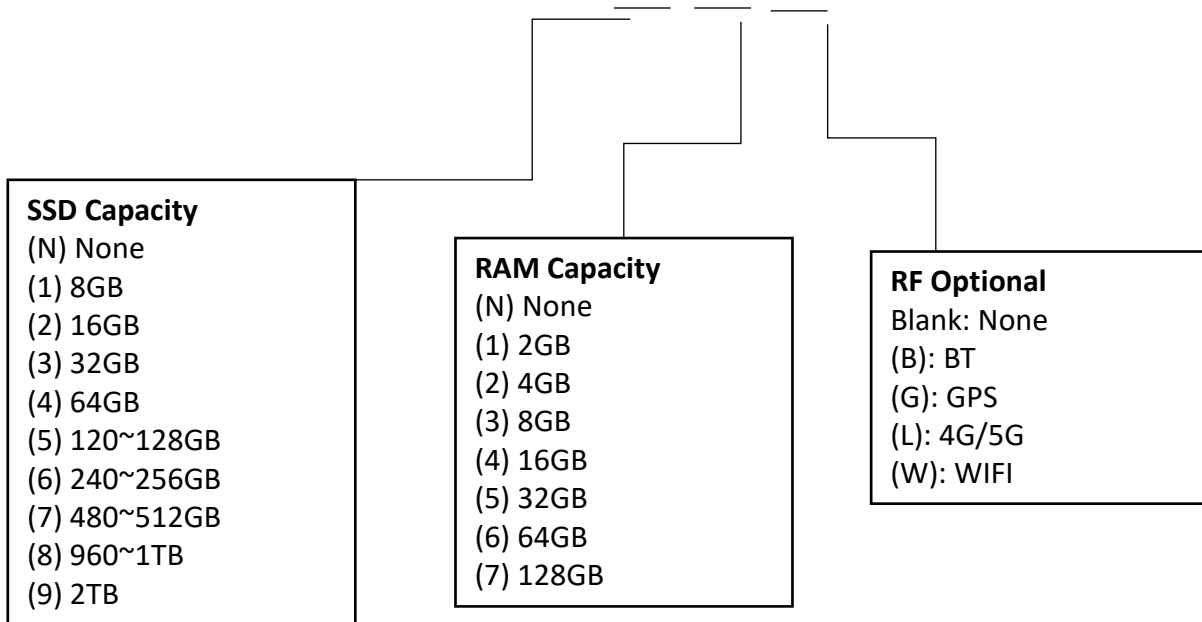 SSD Capacity
(N) None
(1) 8GB
(2) 16GB
(3) 32GB
(4) 64GB
(5) 120~128GB
(6) 240~256GB
(7) 480~512GB
(8) 960~1TB
(9) 2TB
RAM Capacity
(N) None
(1) 2GB
(2) 4GB
(3) 8GB
(4) 16GB
(5) 32GB
(6) 64GB
(7) 128GB
RF Optional
Blank: None
(B): BT
(G): GPS
(L): 4G/5G
(W): WIFI